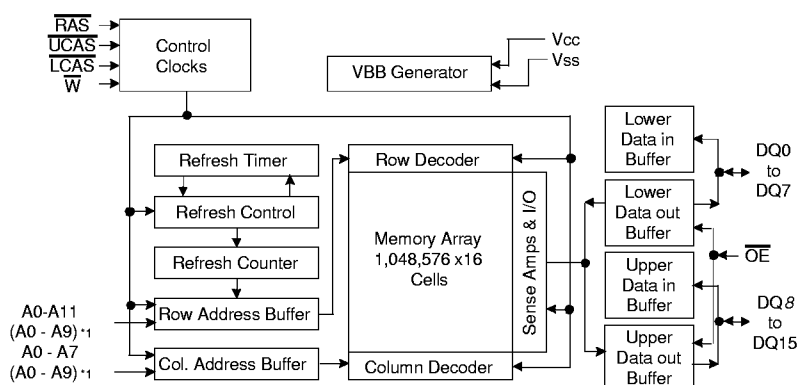 RAS
UCAS
LCAS
W
Control
Clocks
VBB Generator
Vcc
Vss
Refresh Timer
Refresh Control
Refresh Counter
Row Address Buffer
Col. Address Buffer
A0-A11
(A0 - A9)*1
A0 - A7
(A0 - A9)*1
Row Decoder
Memory Array
1,048,576 x16
Cells
Column Decoder
Sense Amps & I/O
Lower
Data in
Buffer
Lower
Data out
Buffer
Upper
Data in
Buffer
Upper
Data out
Buffer
DQ0
to
DQ7
OE
DQ8
to
DQ15